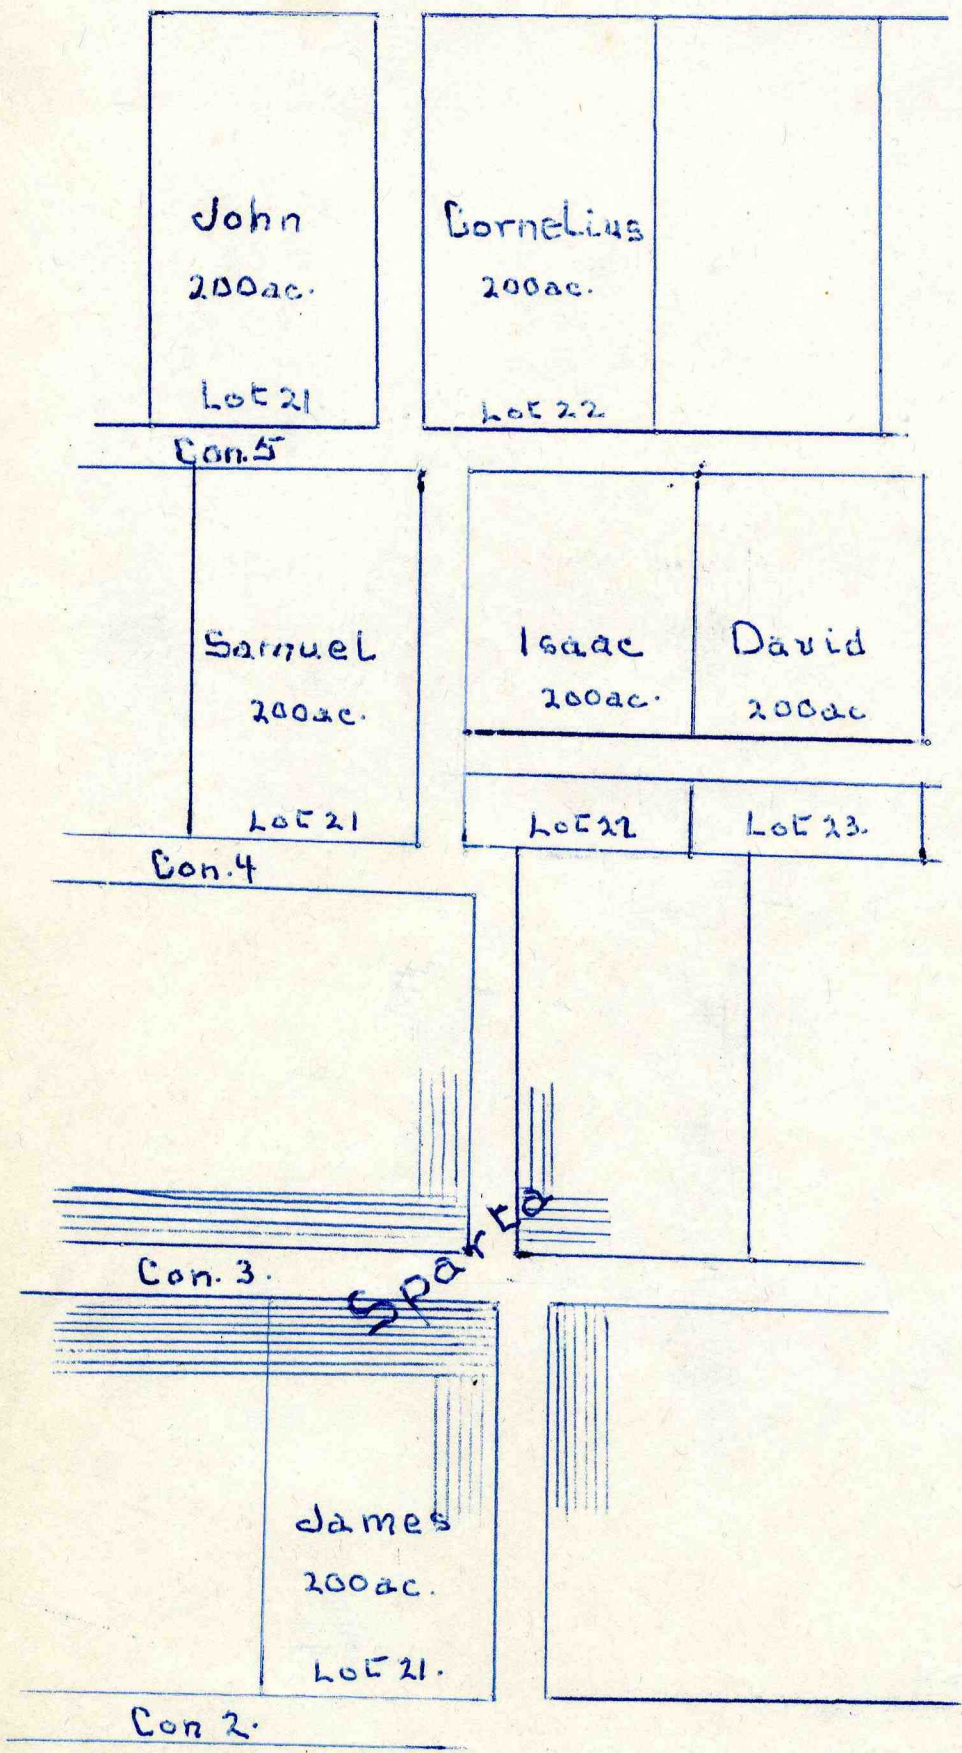 John
200ac.
Lot 21
Cornelius
200ac.
Lot 22
Con.5
Samuel
200ac.
Lot 21
Isaac
200ac.
David
200ac
Lot 22
Lot 23.
Con.4
Con. 3.
Sparta
James
200ac.
Lot 21.
Con 2.